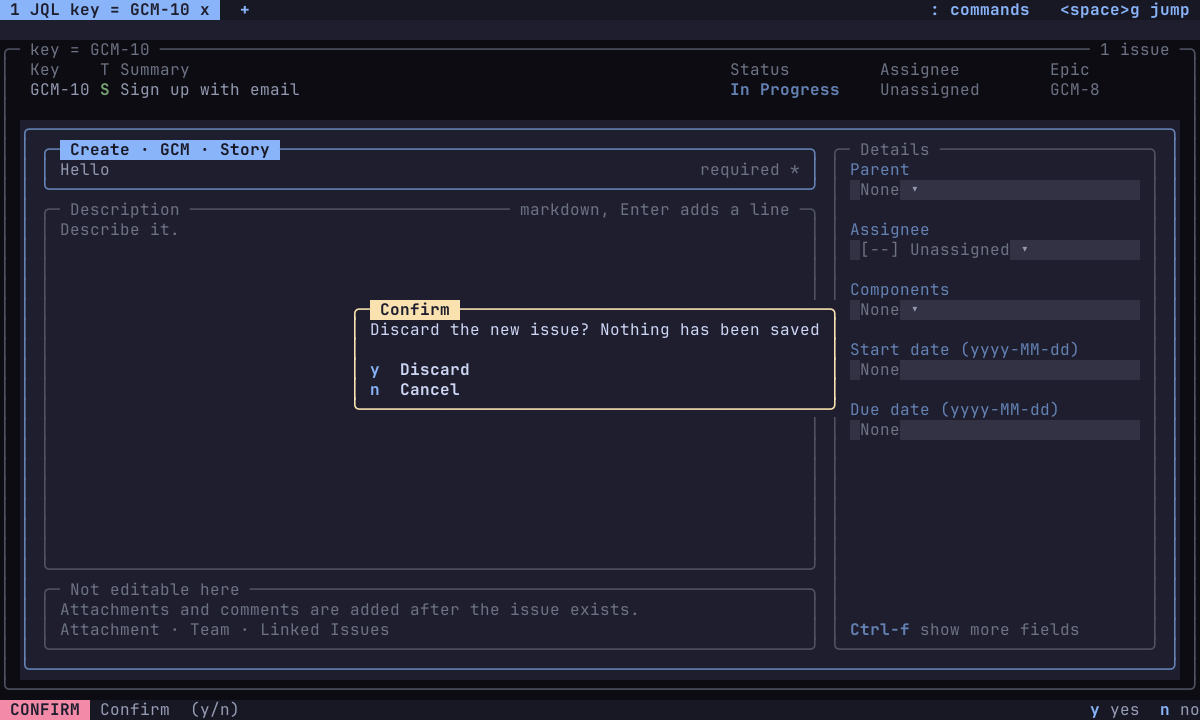 1 JQL key = GCM-10 x + : commands <space>g jump
key = GCM-10 1 issue
Key T Summary Status Assignee Epic
GCM-10 S Sign up with email In Progress Unassigned GCM-8
Create · GCM · Story
Hello required *
Description markdown, Enter adds a line
Describe it.
Details
Parent
None ▾
Assignee
[--] Unassigned ▾
Components
None ▾
Start date (yyyy-MM-dd)
None
Due date (yyyy-MM-dd)
None
Ctrl-f show more fields
Confirm
Discard the new issue? Nothing has been saved
y Discard
n Cancel
Not editable here
Attachments and comments are added after the issue exists.
Attachment · Team · Linked Issues
CONFIRM Confirm (y/n) y yes n no